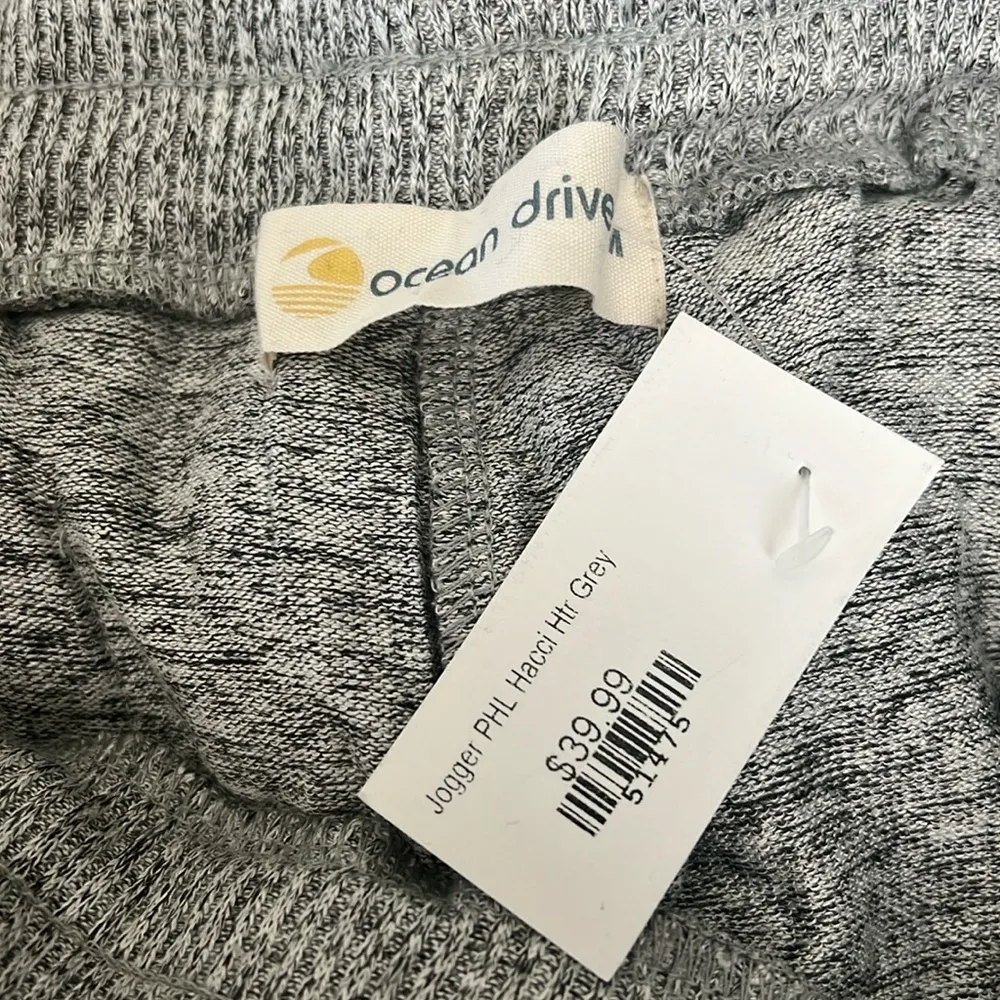 ocean drive
M
Jogger PHL Hacci Htr Grey
$39.99
51475